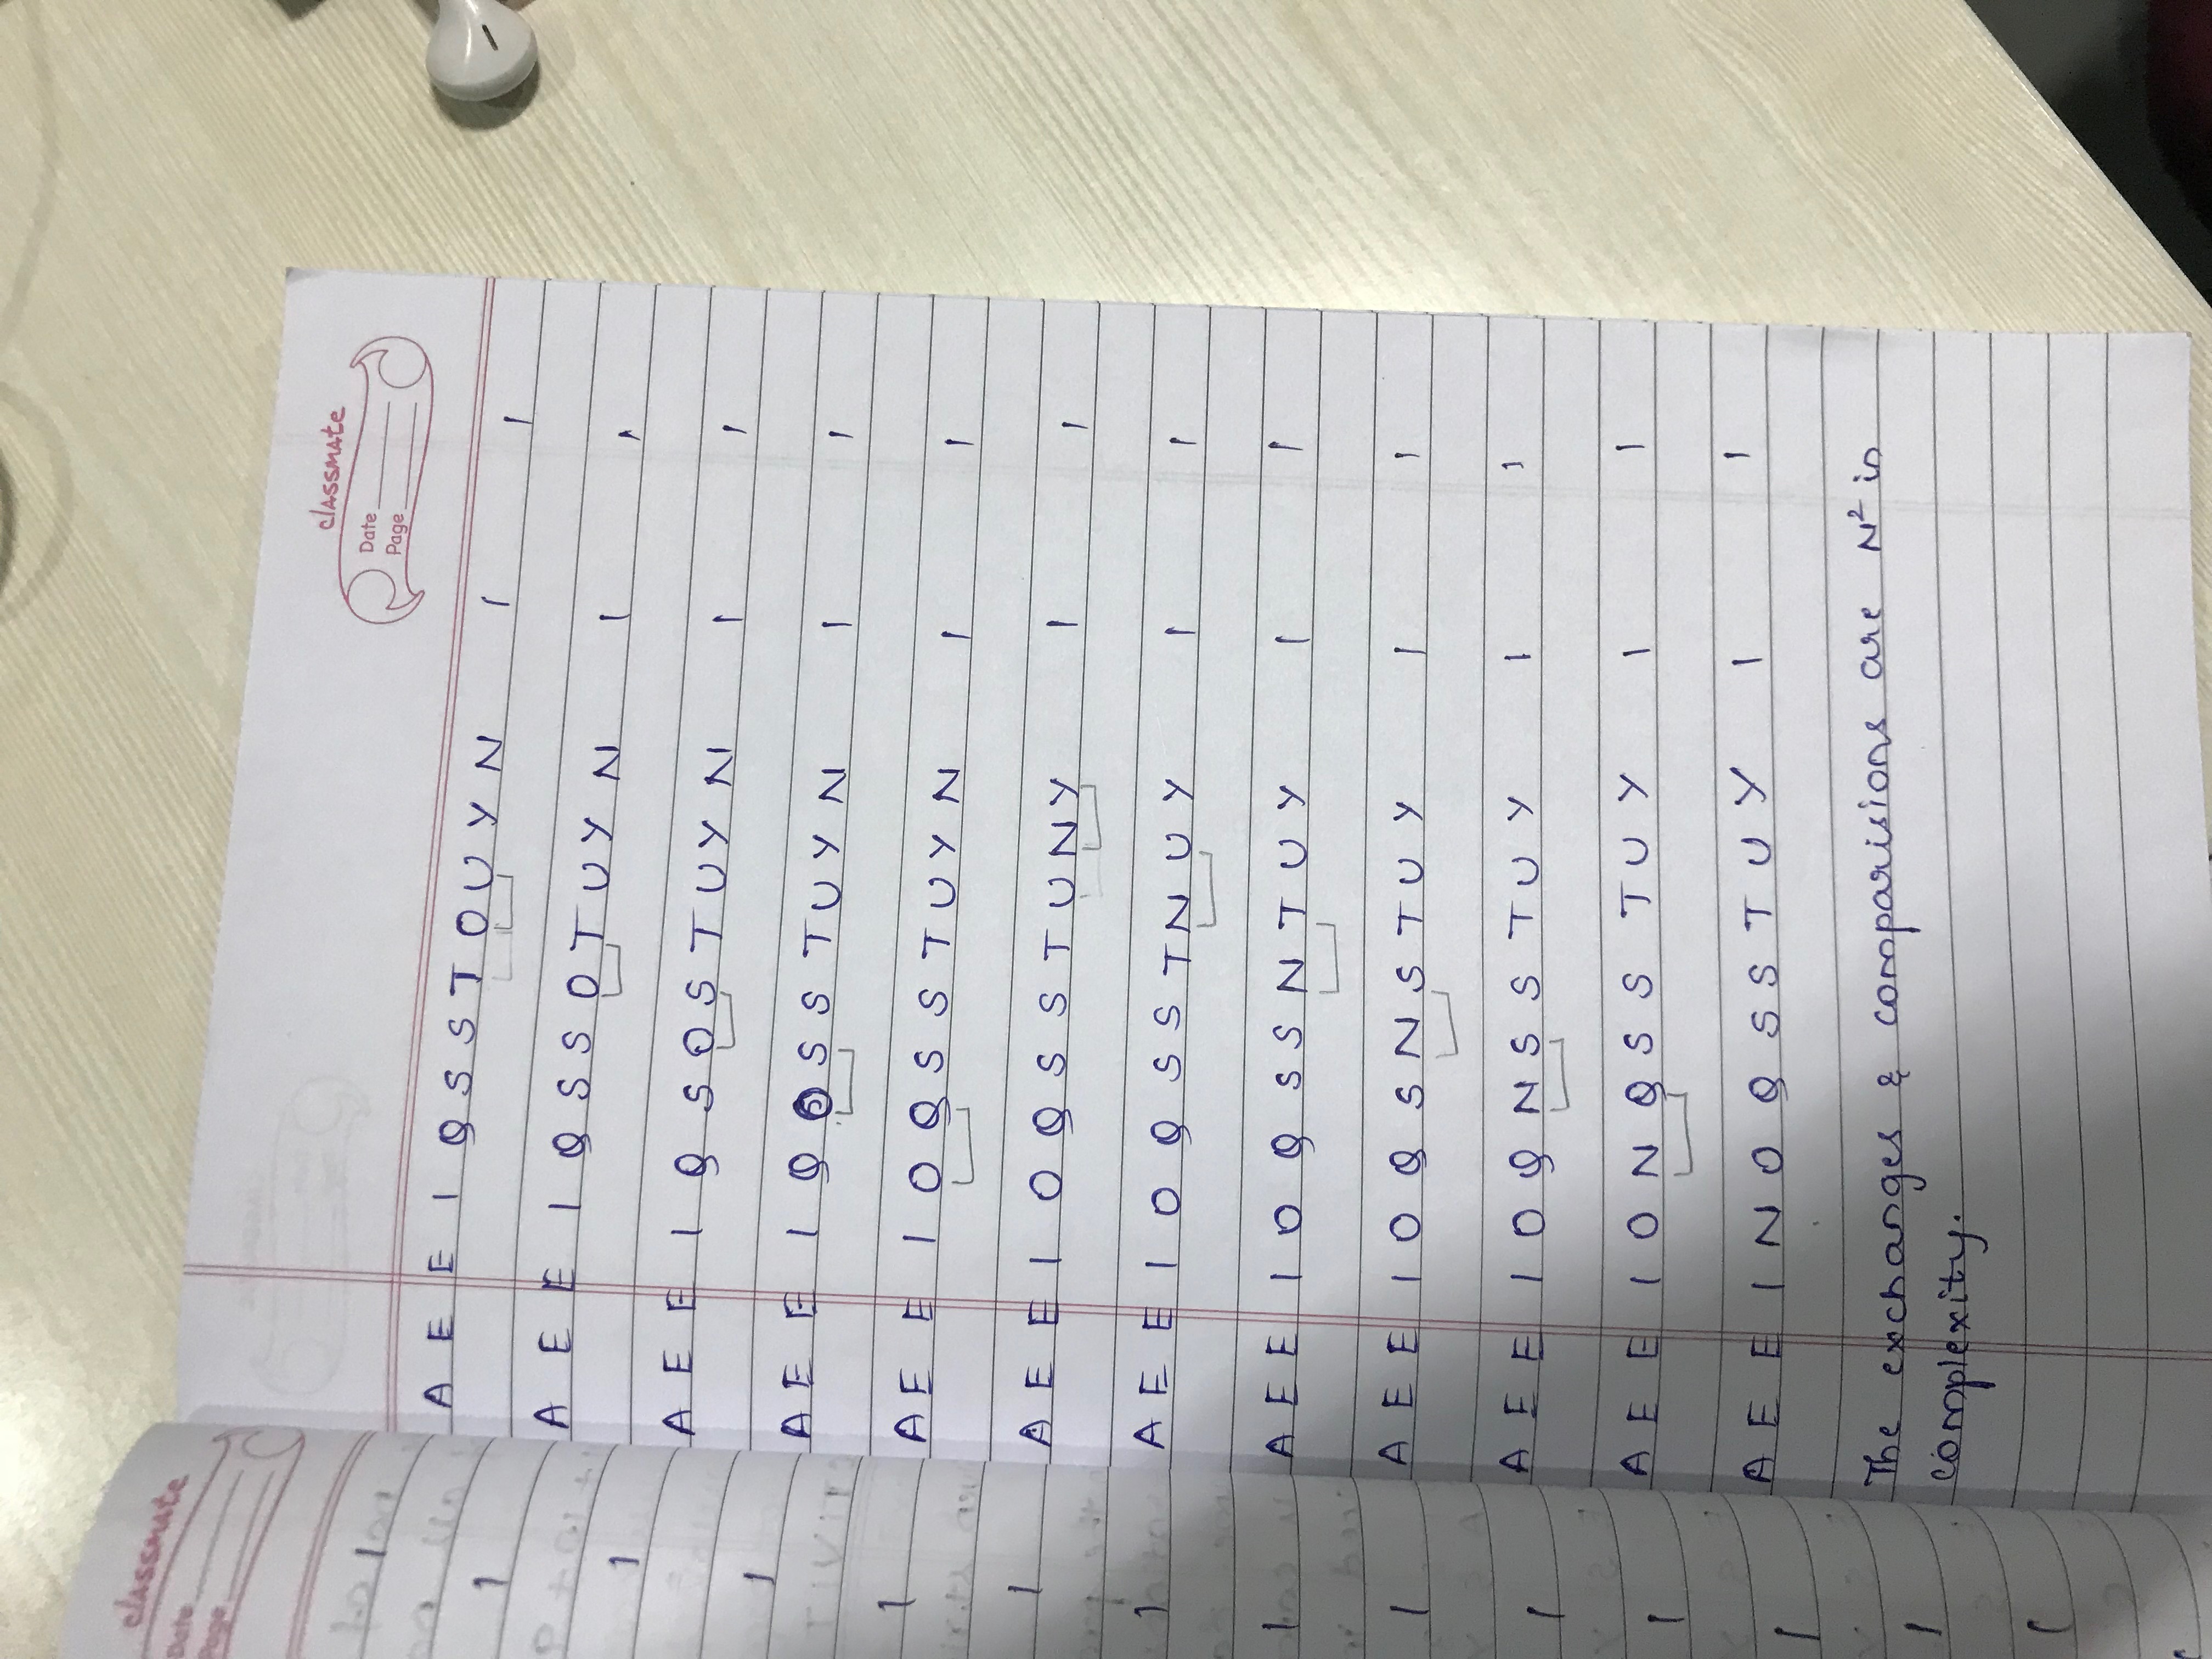 classmate
Date
Page
1
1
1
1
1
1
1
1
1
1
1
1
1
1
classmate
Date
Page
A E E I Q S S T O U Y N 1 1
A E E I Q S S O T U Y N 1 1
A E E I Q S O S T U Y N 1 1
A E E I Q O S S T U Y N 1 1
A E E I O Q S S T U Y N 1 1
A E E I O Q S S T U N Y 1 1
A E E I O Q S S T N U Y 1 1
A E E I O Q S S N T U Y 1 1
A E E I O Q S N S T U Y 1 1
A E E I O Q N S S T U Y 1 1
A E E I O N Q S S T U Y 1 1
A E E I N O Q S S T U Y 1 1
The exchanges & comparisions are N² in
complexity.